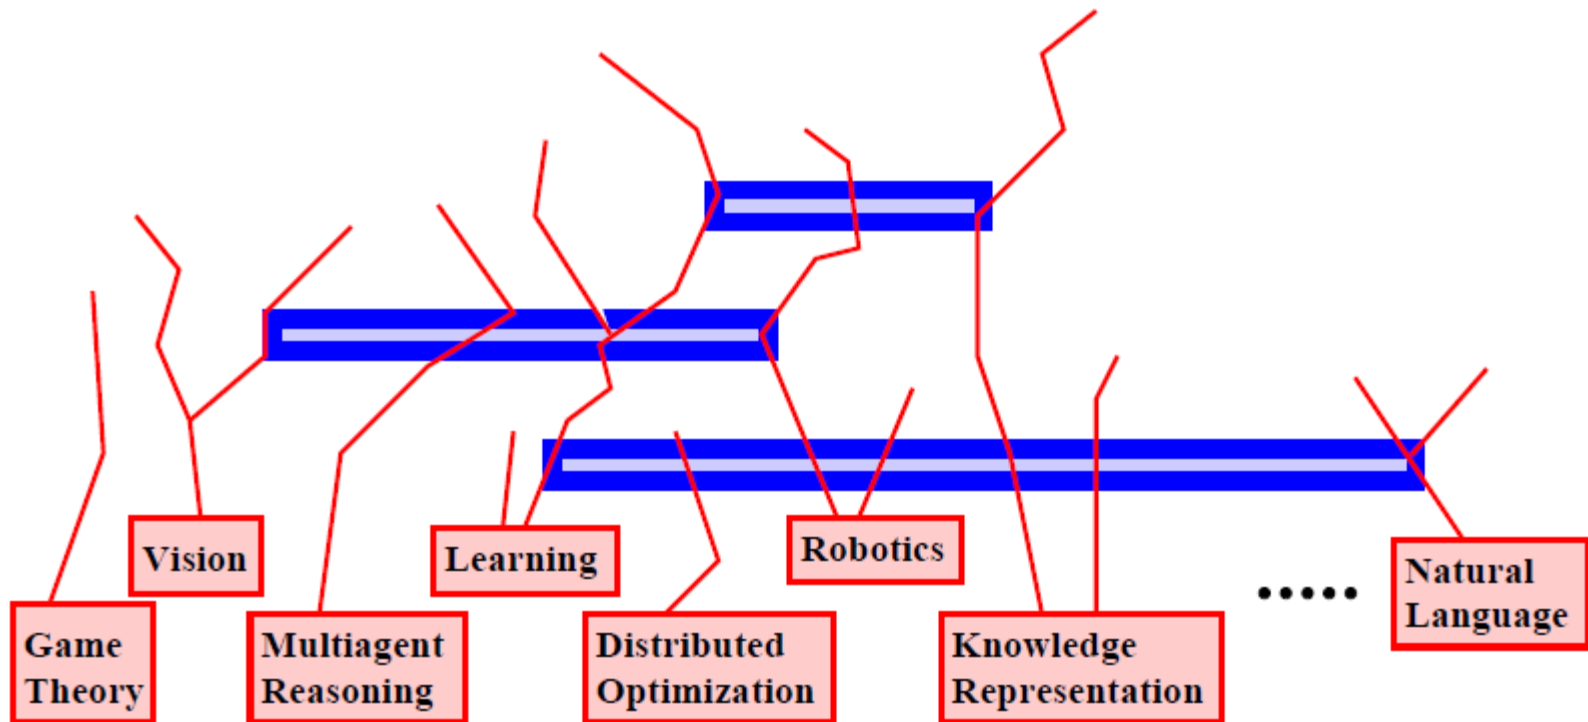 Vision
Learning
Robotics
Natural
Language
Game
Theory
Multiagent
Reasoning
Distributed
Optimization
Knowledge
Representation